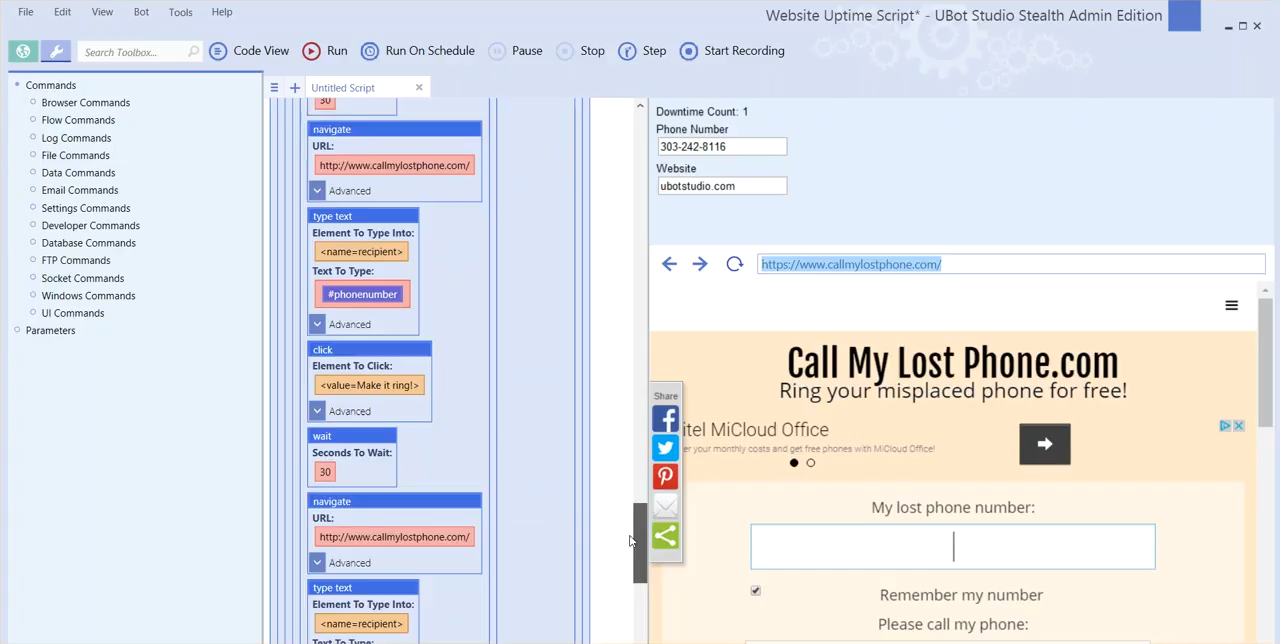 File Edit View Bot Tools Help
Website Uptime Script* - UBot Studio Stealth Admin Edition
Search Toolbox...
Code View Run Run On Schedule Pause Stop Step Start Recording
Commands
Browser Commands
Flow Commands
Log Commands
File Commands
Data Commands
Email Commands
Settings Commands
Developer Commands
Database Commands
FTP Commands
Socket Commands
Windows Commands
UI Commands
Parameters
Untitled Script
30
navigate
URL:
http://www.callmylostphone.com/
Advanced
type text
Element To Type Into:
<name=recipient>
Text To Type:
#phonenumber
Advanced
click
Element To Click:
<value=Make it ring!>
Advanced
wait
Seconds To Wait:
30
navigate
URL:
http://www.callmylostphone.com/
Advanced
type text
Element To Type Into:
<name=recipient>
Text To Type:
Downtime Count: 1
Phone Number
303-242-8116
Website
ubotstudio.com
https://www.callmylostphone.com/
Call My Lost Phone.com
Ring your misplaced phone for free!
Share
itel MiCloud Office
er your monthly costs and get free phones with MiCloud Office!
My lost phone number:
Remember my number
Please call my phone: